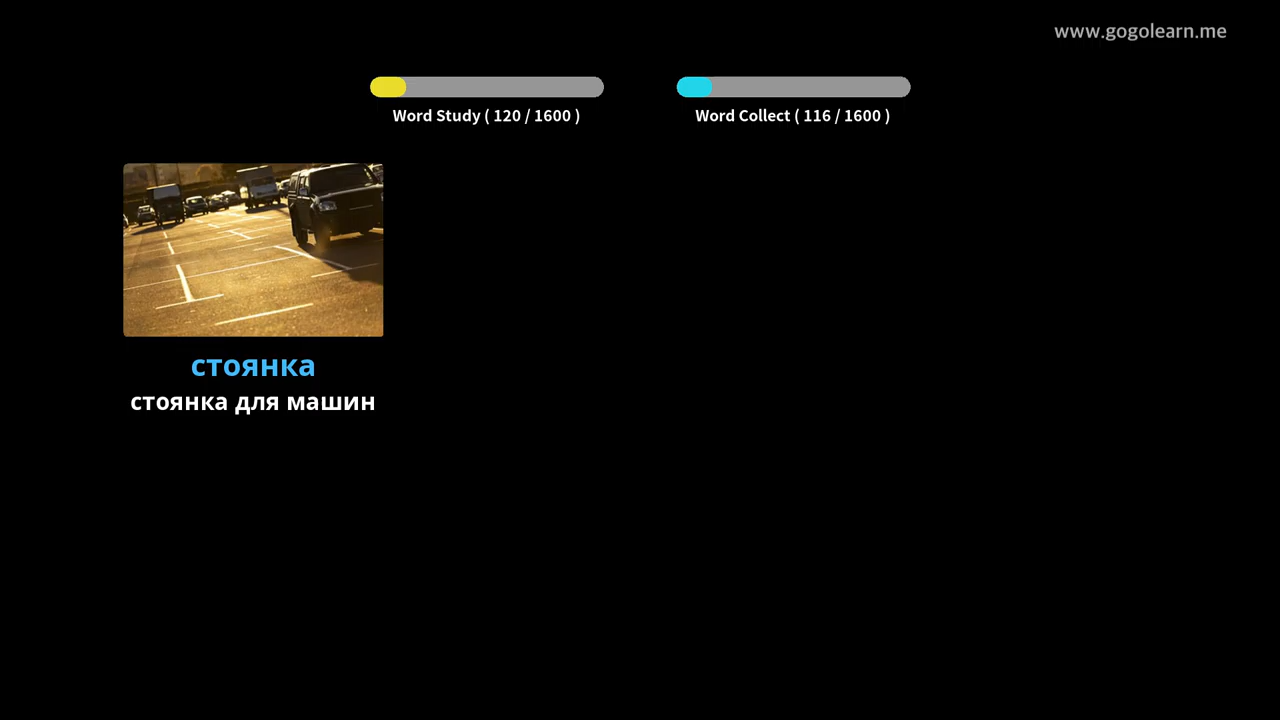 www.gogolearn.me
Word Study ( 120 / 1600 )
Word Collect ( 116 / 1600 )
стоянка
стоянка для машин